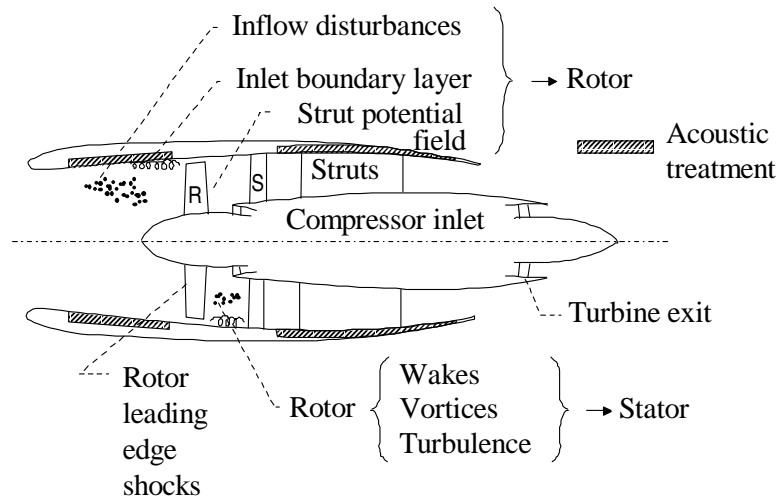 Inflow disturbances
Inlet boundary layer
Strut potential
field
Rotor
Acoustic
treatment
Struts
R
S
Compressor inlet
Turbine exit
Rotor
leading
edge
shocks
Rotor
Wakes
Vortices
Turbulence
Stator